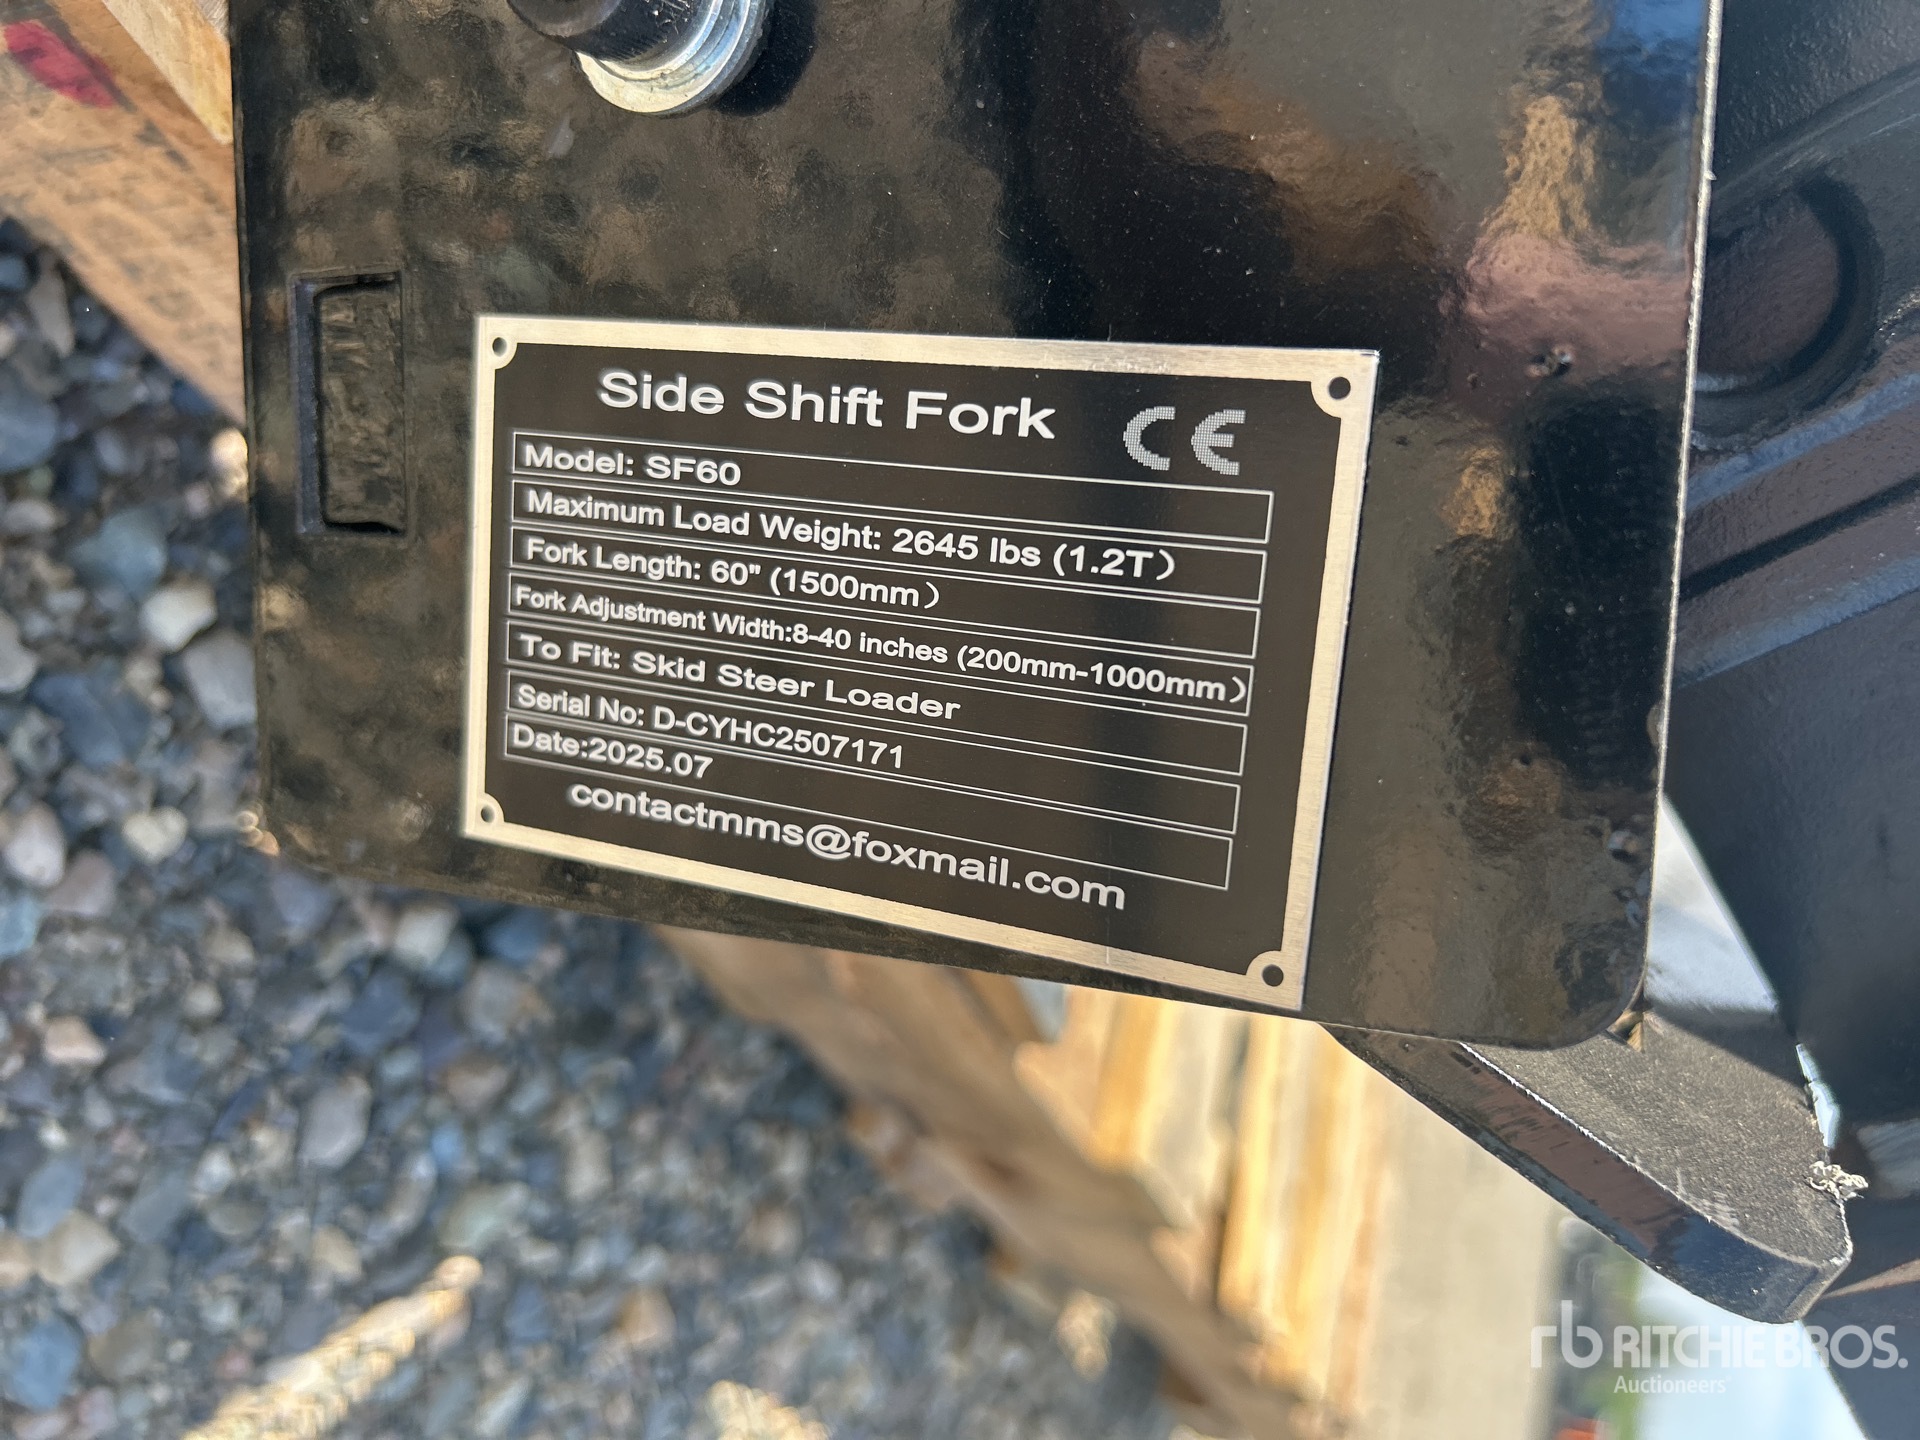 Side Shift Fork CE
Model: SF60
Maximum Load Weight: 2645 lbs (1.2T)
Fork Length: 60" (1500mm)
Fork Adjustment Width:8-40 inches (200mm-1000mm)
To Fit: Skid Steer Loader
Serial No: D-CYHC2507171
Date:2025.07
contactmms@foxmail.com
rb RITCHIE BROS.
Auctioneers